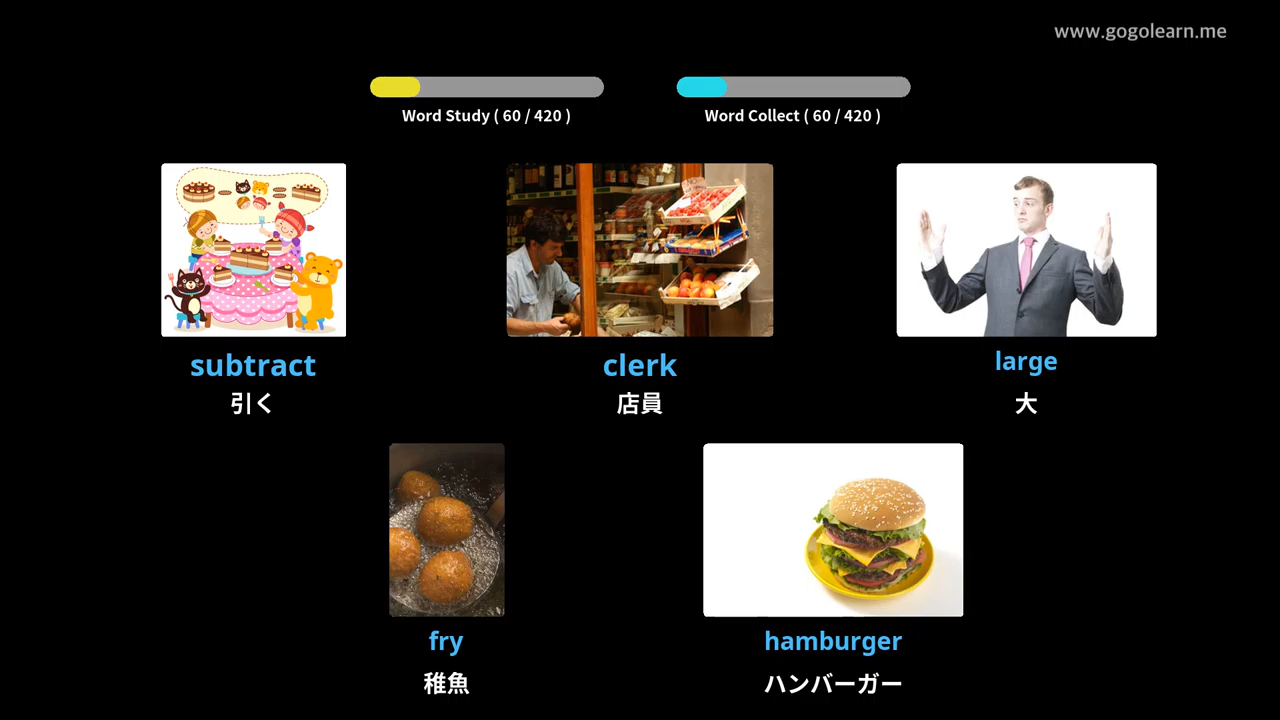 www.gogolearn.me
Word Study ( 60 / 420 )
Word Collect ( 60 / 420 )
subtract
引く
clerk
店員
large
大
fry
稚魚
hamburger
ハンバーガー